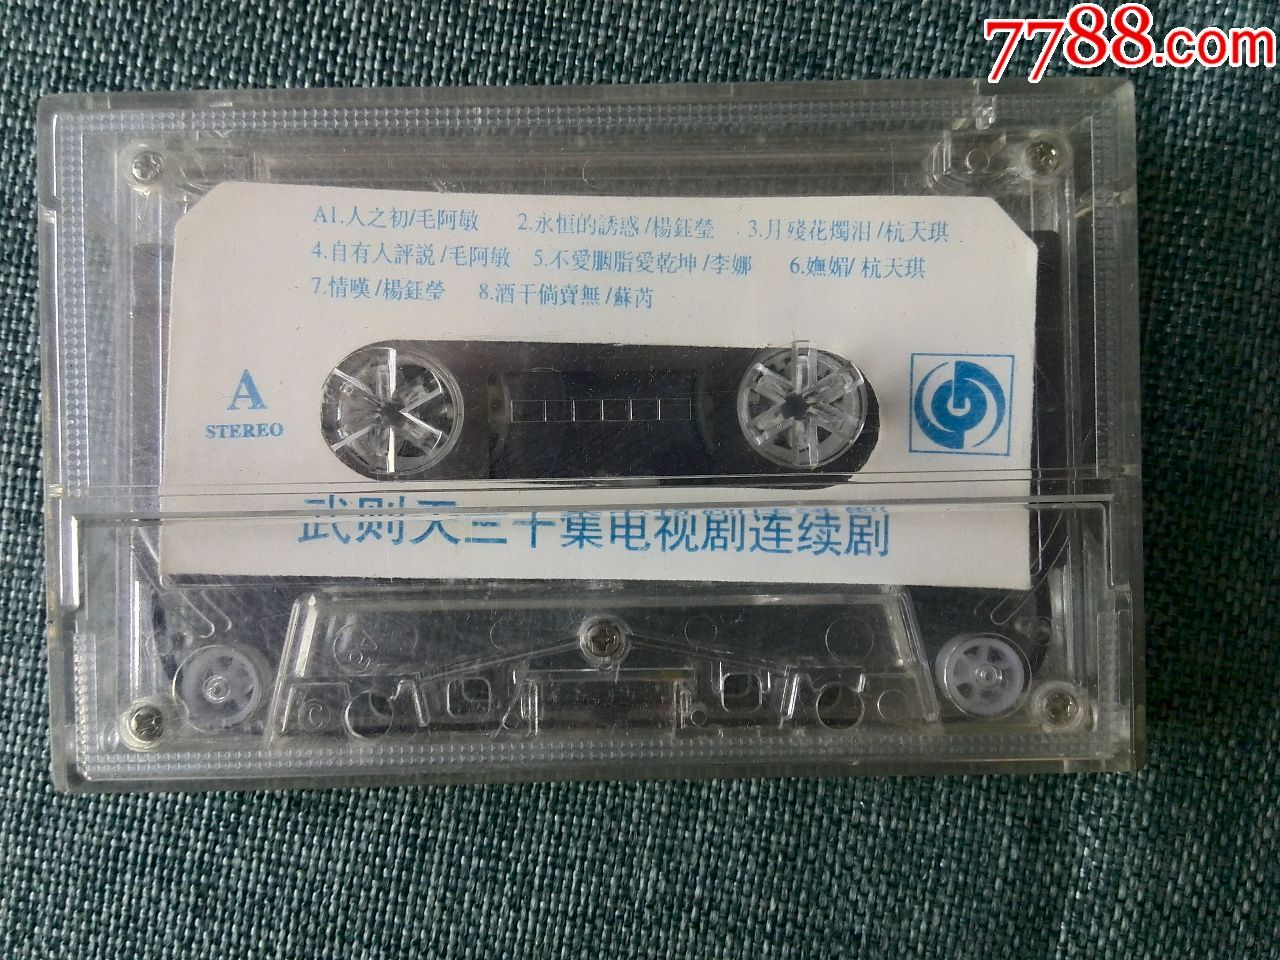 7788.com
A1.人之初/毛阿敏 2.永恒的誘惑/楊鈺瑩 3.月殘花燭泪/杭天琪
4.自有人評説/毛阿敏 5.不愛胭脂愛乾坤/李娜 6.嫵媚/杭天琪
7.情嘆/楊鈺瑩 8.酒干倘賣無/蘇芮
A
STEREO
武则天三十集电视剧连续剧